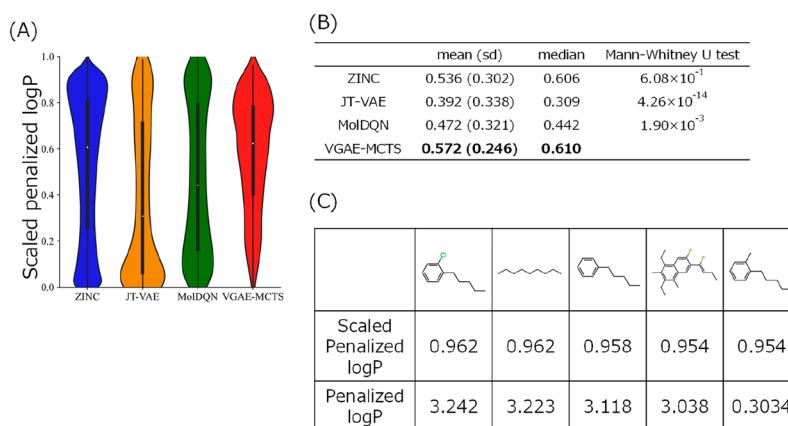 (A)
Scaled penalized logP
1.0
0.8
0.6
0.4
0.2
0.0
ZINC JT-VAE MolDQN VGAE-MCTS
(B)
mean (sd) median Mann-Whitney U test
ZINC 0.536 (0.302) 0.606 6.08×10⁻¹
JT-VAE 0.392 (0.338) 0.309 4.26×10⁻¹⁴
MolDQN 0.472 (0.321) 0.442 1.90×10⁻³
VGAE-MCTS 0.572 (0.246) 0.610
(C)
Cl
F
F
Scaled
Penalized
logP
0.962 0.962 0.958 0.954 0.954
Penalized
logP
3.242 3.223 3.118 3.038 0.3034